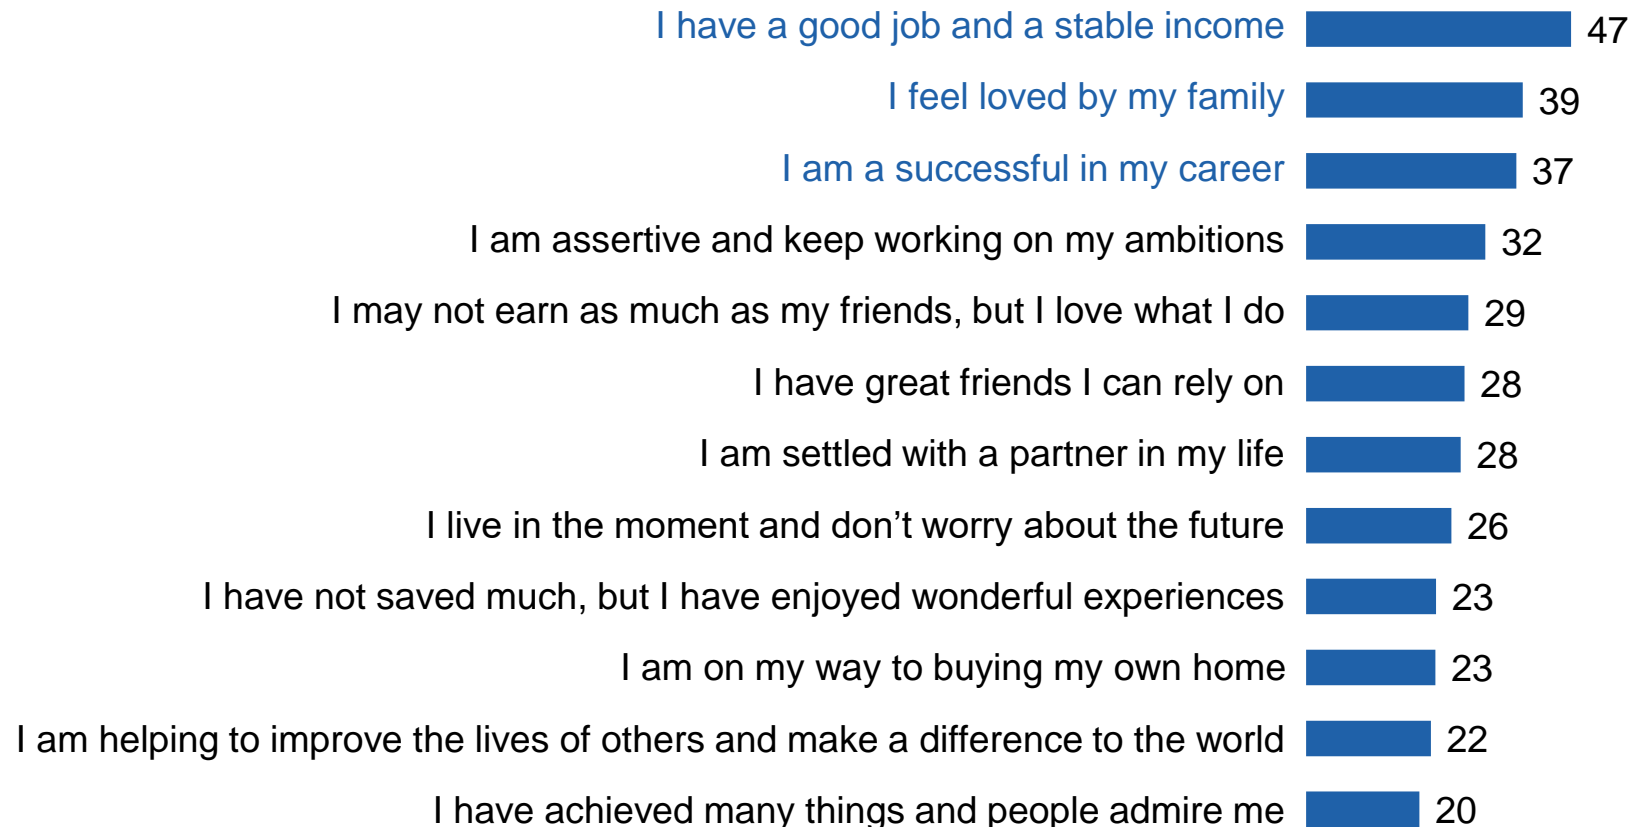 I have a good job and a stable income 47
I feel loved by my family 39
I am a successful in my career 37
I am assertive and keep working on my ambitions 32
I may not earn as much as my friends, but I love what I do 29
I have great friends I can rely on 28
I am settled with a partner in my life 28
I live in the moment and don’t worry about the future 26
I have not saved much, but I have enjoyed wonderful experiences 23
I am on my way to buying my own home 23
I am helping to improve the lives of others and make a difference to the world 22
I have achieved many things and people admire me 20